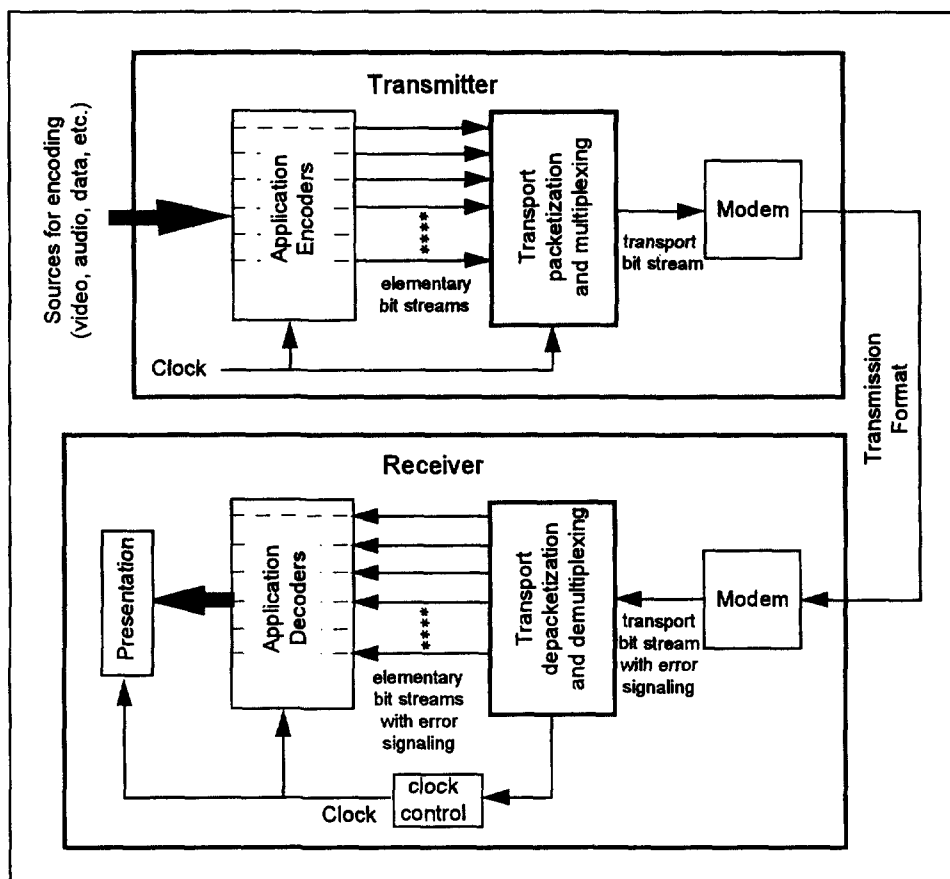 Transmitter
Sources for encoding
(video, audio, data, etc.)
Application
Encoders
****
elementary
bit streams
Transport
packetization
and multiplexing
transport
bit stream
Modem
Clock
Transmission
Format
Receiver
Presentation
Application
Decoders
****
elementary
bit streams
with error
signaling
Transport
depacketization
and demultiplexing
transport
bit stream
with error
signaling
Modem
Clock
clock
control